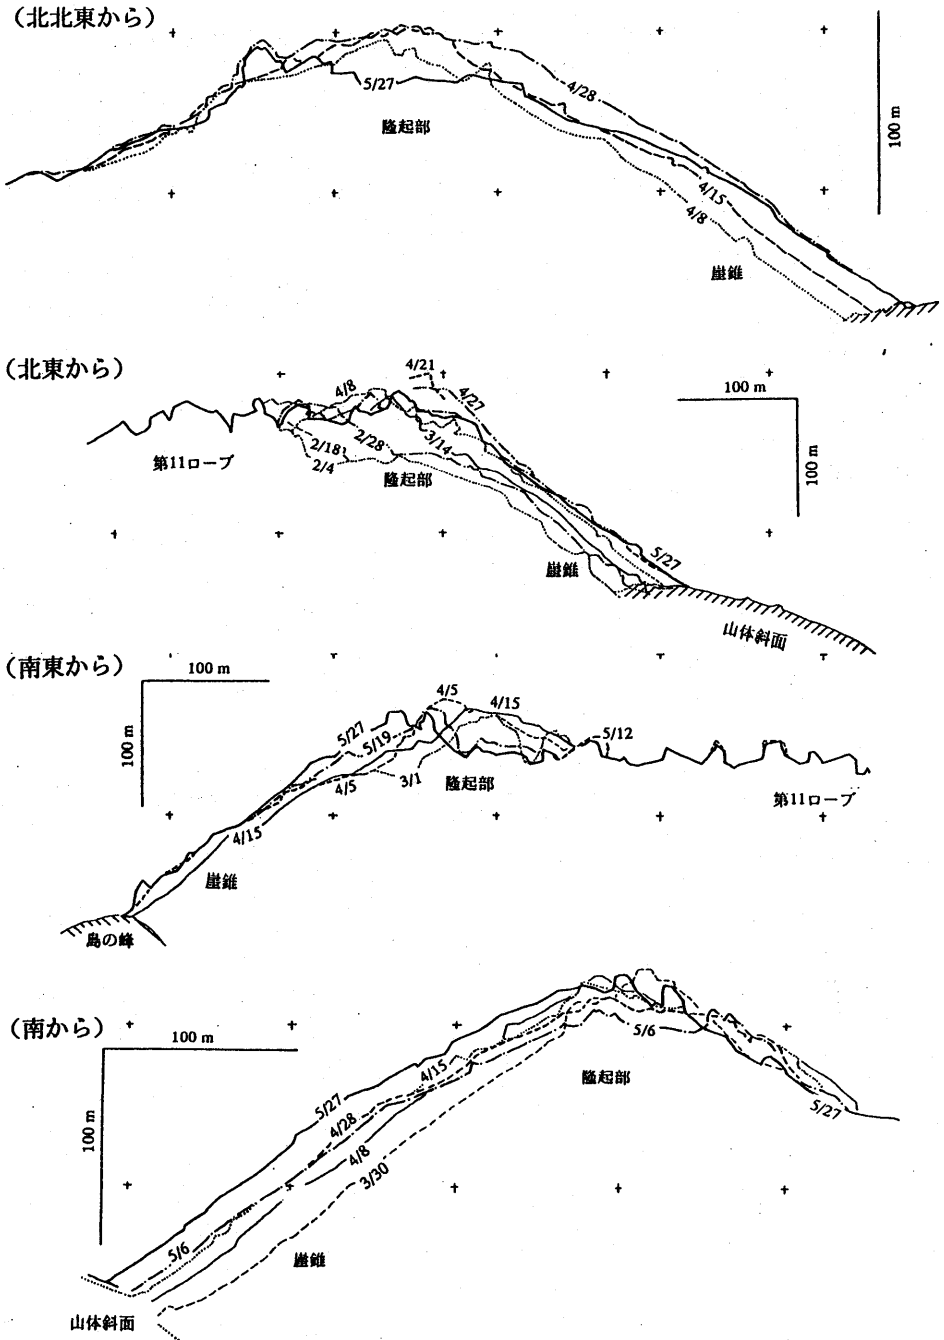 （北北東から）
5/27
4/28
隆起部
100 m
4/15
4/8
崖錐
（北東から）
4/21
4/8
4/27
100 m
2/18
2/28
3/14
第11ローブ
2/4
隆起部
100 m
5/27
崖錐
山体斜面
（南東から）
100 m
4/5
4/15
5/27
5/19
5/12
100 m
4/5
3/1
隆起部
第11ローブ
4/15
崖錐
島の峰
（南から）
100 m
5/6
4/15
隆起部
5/27
4/28
5/27
100 m
4/8
3/30
5/6
崖錐
山体斜面